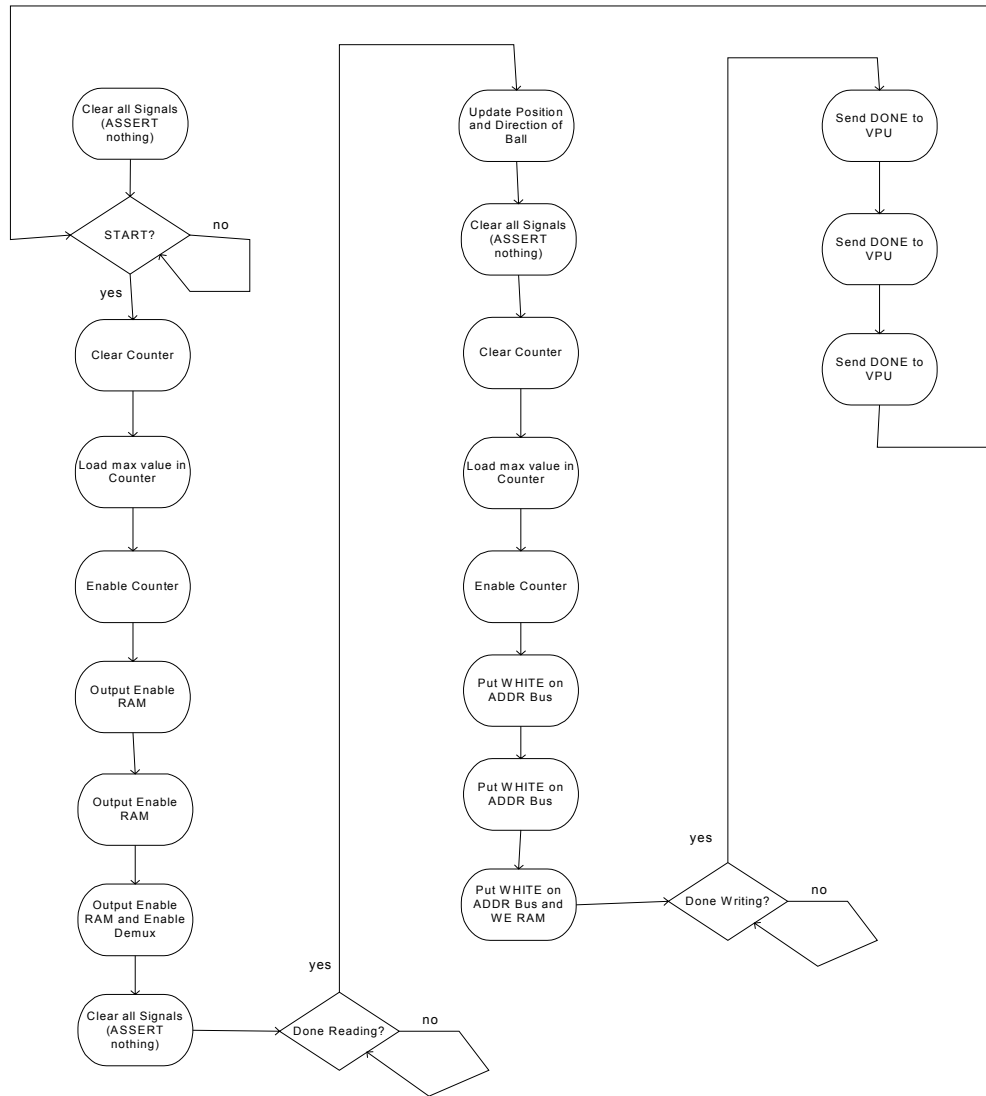 Clear all Signals
(ASSERT
nothing)
START?
no
yes
Clear Counter
Load max value in
Counter
Enable Counter
Output Enable
RAM
Output Enable
RAM
Output Enable
RAM and Enable
Demux
Clear all Signals
(ASSERT
nothing)
Done Reading?
no
yes
Update Position
and Direction of
Ball
Clear all Signals
(ASSERT
nothing)
Clear Counter
Load max value in
Counter
Enable Counter
Put WHITE on
ADDR Bus
Put WHITE on
ADDR Bus
Put WHITE on
ADDR Bus and
WE RAM
Done Writing?
no
yes
Send DONE to
VPU
Send DONE to
VPU
Send DONE to
VPU